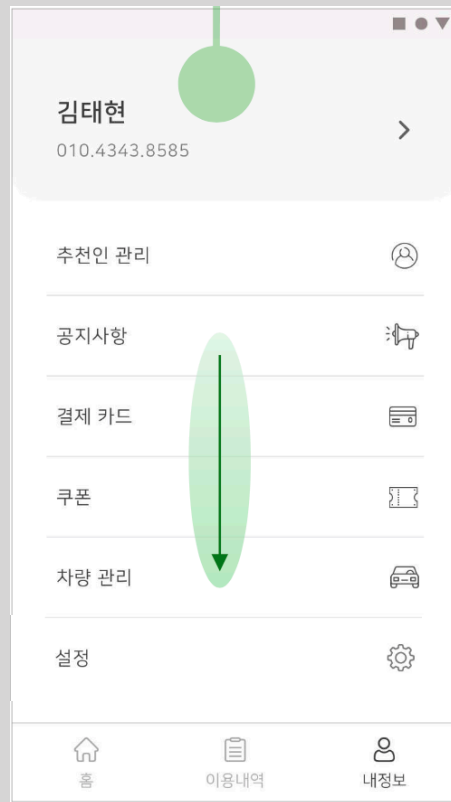 김태현
010.4343.8585
추천인 관리
공지사항
결제 카드
쿠폰
차량 관리
설정
홈
이용내역
내정보